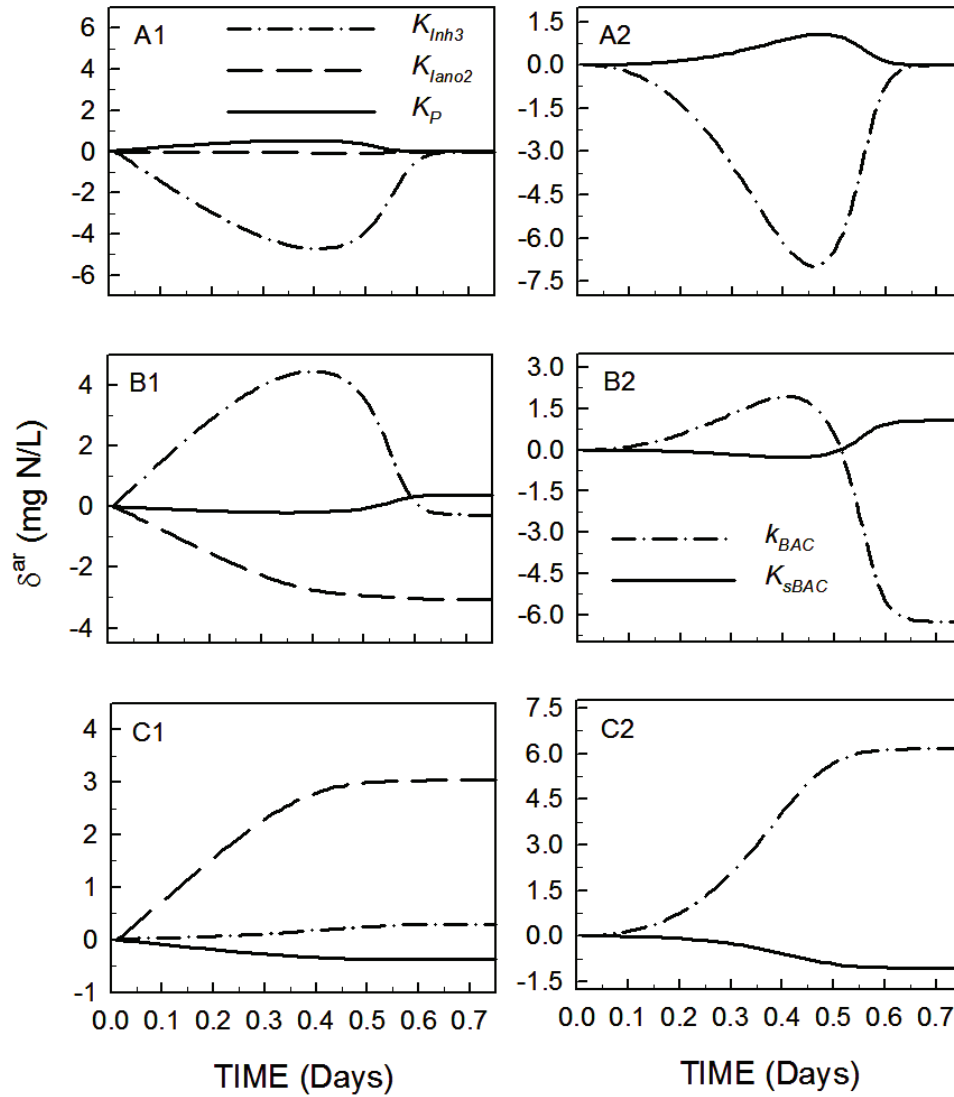 A1
6
4
2
0
-2
-4
-6
K_Inh3
K_Iano2
K_P
A2
1.5
0.0
-1.5
-3.0
-4.5
-6.0
-7.5
B1
4
2
0
-2
-4
δ^ar (mg N/L)
B2
3.0
1.5
0.0
-1.5
-3.0
-4.5
-6.0
k_BAC
K_sBAC
C1
4
3
2
1
0
-1
0.0 0.1 0.2 0.3 0.4 0.5 0.6 0.7
TIME (Days)
C2
7.5
6.0
4.5
3.0
1.5
0.0
-1.5
0.0 0.1 0.2 0.3 0.4 0.5 0.6 0.7
TIME (Days)